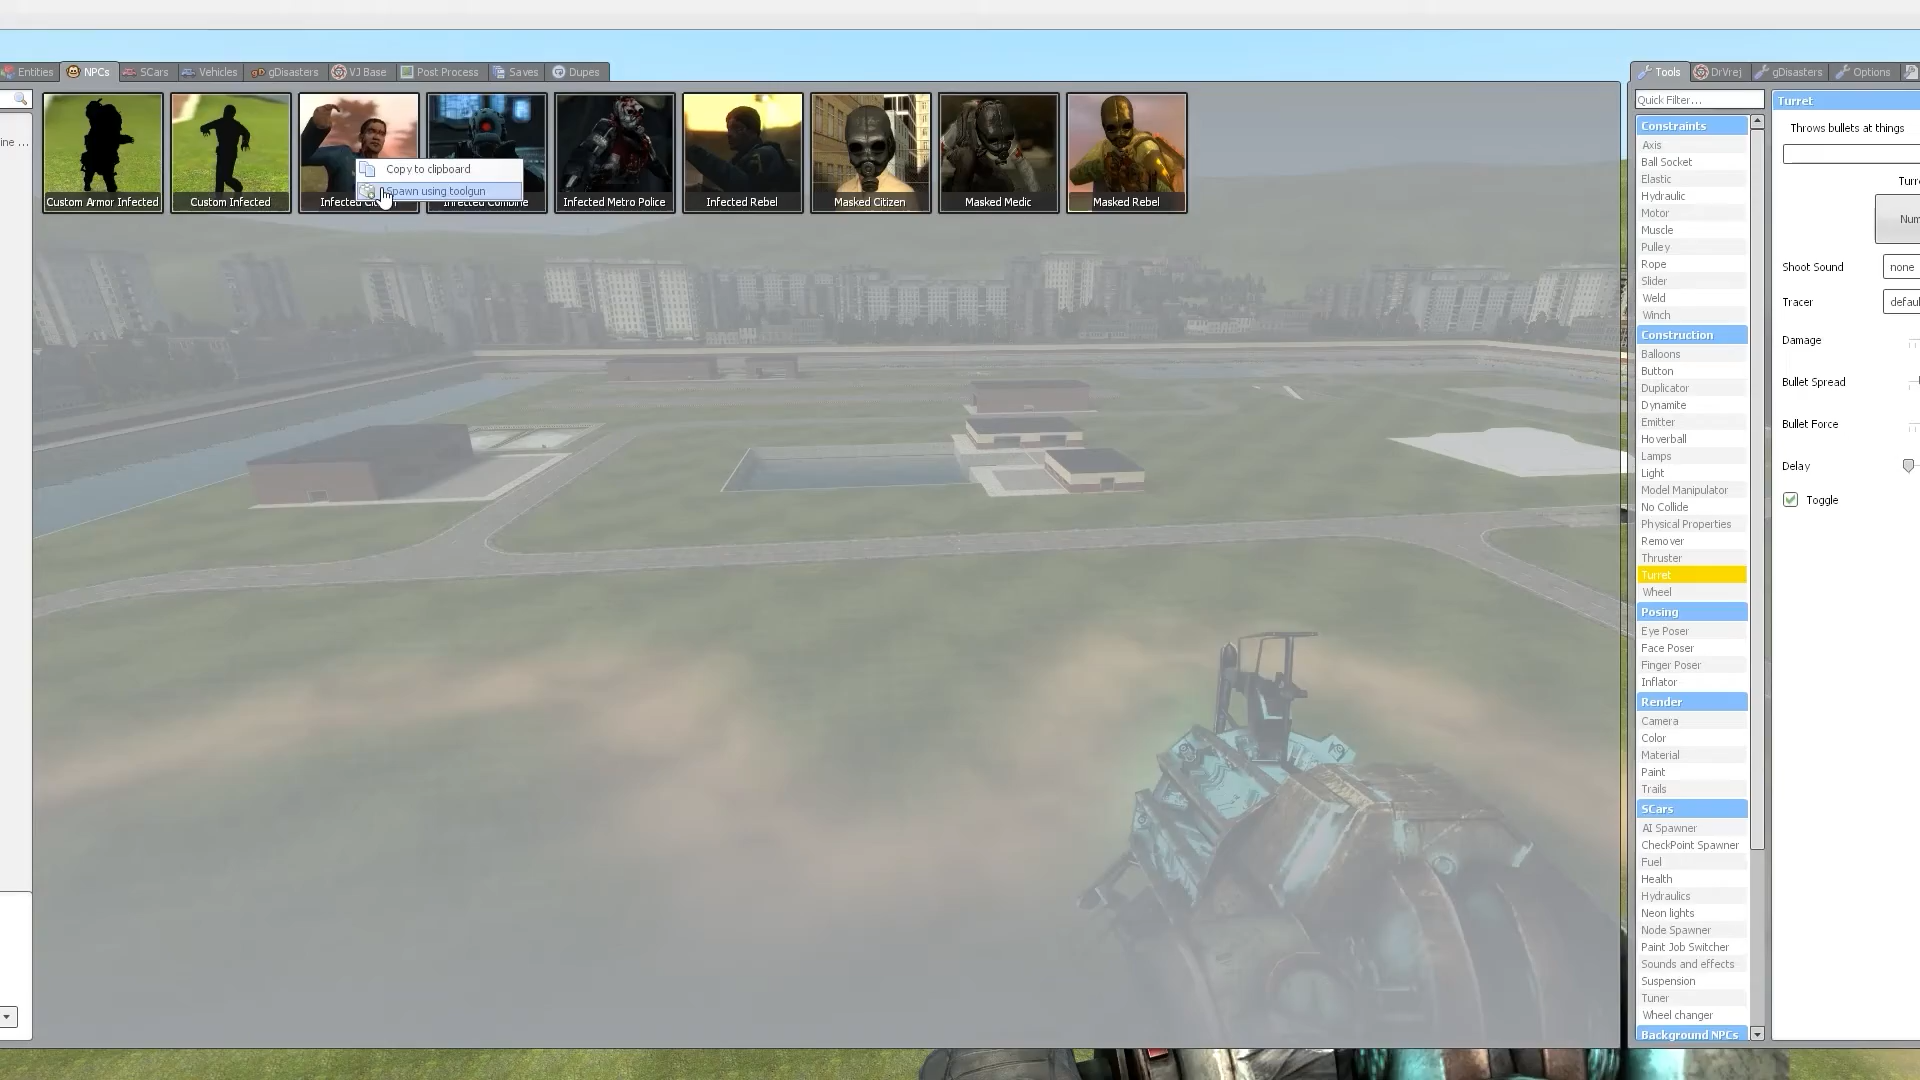 Entities
NPCs
SCars
Vehicles
gDisasters
VJ Base
Post Process
Saves
Dupes
ine ...
Custom Armor Infected
Custom Infected
Copy to clipboard
Spawn using toolgun
Infected Combine
Infected Metro Police
Infected Rebel
Masked Citizen
Masked Medic
Masked Rebel
Tools
DrVrej
gDisasters
Options
Quick Filter...
Constraints
Axis
Ball Socket
Elastic
Hydraulic
Motor
Muscle
Pulley
Rope
Slider
Weld
Winch
Construction
Balloons
Button
Duplicator
Dynamite
Emitter
Hoverball
Lamps
Light
Model Manipulator
No Collide
Physical Properties
Remover
Thruster
Turret
Wheel
Posing
Eye Poser
Face Poser
Finger Poser
Inflator
Render
Camera
Color
Material
Paint
Trails
SCars
AI Spawner
CheckPoint Spawner
Fuel
Health
Hydraulics
Neon lights
Node Spawner
Paint Job Switcher
Sounds and effects
Suspension
Tuner
Wheel changer
Background NPCs
Turret
Throws bullets at things
Turre
Num
Shoot Sound
none
Tracer
defaul
Damage
Bullet Spread
Bullet Force
Delay
Toggle